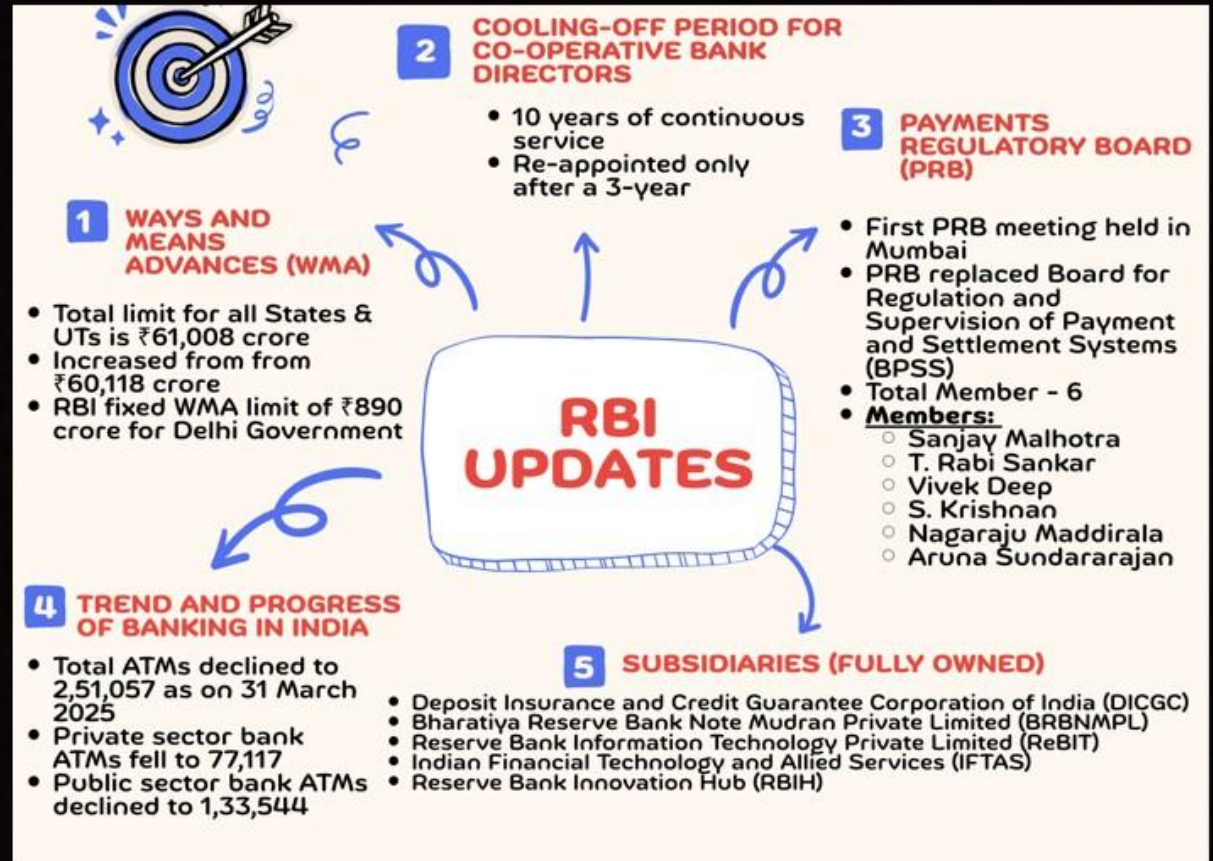 RBI
UPDATES
1
WAYS AND
MEANS
ADVANCES (WMA)
• Total limit for all States &
UTs is ₹61,008 crore
• Increased from from
₹60,118 crore
• RBI fixed WMA limit of ₹890
crore for Delhi Government
2
COOLING-OFF PERIOD FOR
CO-OPERATIVE BANK
DIRECTORS
• 10 years of continuous
service
• Re-appointed only
after a 3-year
3
PAYMENTS
REGULATORY BOARD
(PRB)
• First PRB meeting held in
Mumbai
• PRB replaced Board for
Regulation and
Supervision of Payment
and Settlement Systems
(BPSS)
• Total Member - 6
• Members:
○ Sanjay Malhotra
○ T. Rabi Sankar
○ Vivek Deep
○ S. Krishnan
○ Nagaraju Maddirala
○ Aruna Sundararajan
4
TREND AND PROGRESS
OF BANKING IN INDIA
• Total ATMs declined to
2,51,057 as on 31 March
2025
• Private sector bank
ATMs fell to 77,117
• Public sector bank ATMs
declined to 1,33,544
5
SUBSIDIARIES (FULLY OWNED)
• Deposit Insurance and Credit Guarantee Corporation of India (DICGC)
• Bharatiya Reserve Bank Note Mudran Private Limited (BRBNMPL)
• Reserve Bank Information Technology Private Limited (ReBIT)
• Indian Financial Technology and Allied Services (IFTAS)
• Reserve Bank Innovation Hub (RBIH)